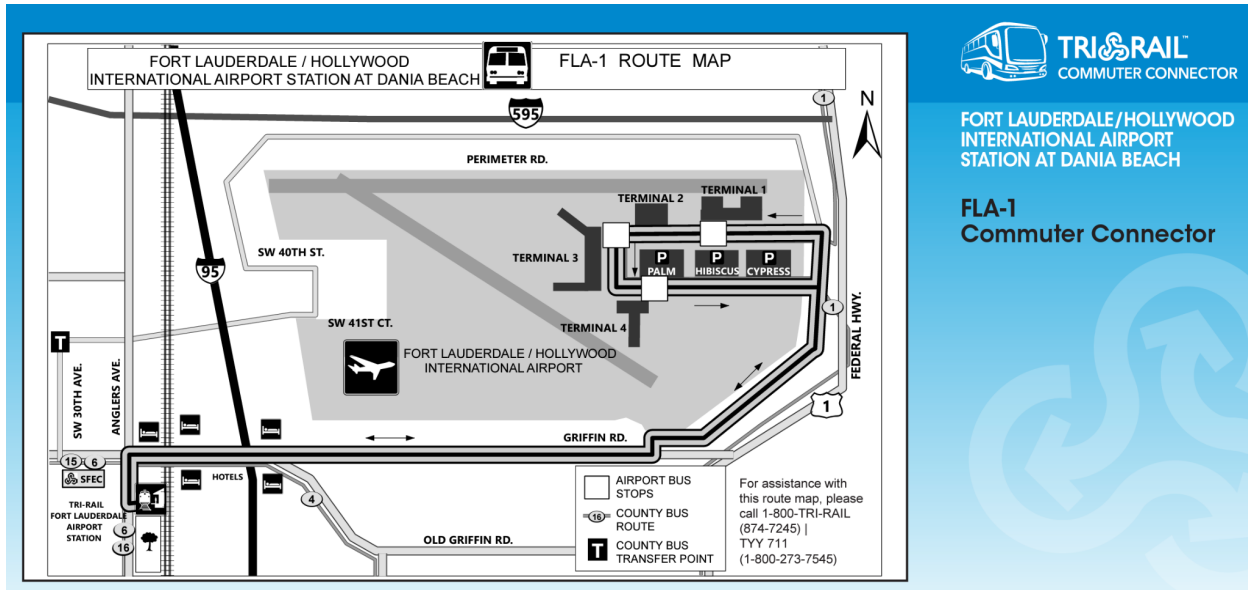 FORT LAUDERDALE / HOLLYWOOD
INTERNATIONAL AIRPORT STATION AT DANIA BEACH
FLA-1 ROUTE MAP
595
1
N
PERIMETER RD.
TERMINAL 1
TERMINAL 2
SW 40TH ST.
95
TERMINAL 3
P
P
P
PALM
HIBISCUS
CYPRESS
1
SW 41ST CT.
TERMINAL 4
FEDERAL HWY.
T
FORT LAUDERDALE / HOLLYWOOD
INTERNATIONAL AIRPORT
SW 30TH AVE.
ANGLERS AVE.
1
GRIFFIN RD.
15
6
SFEC
HOTELS
4
TRI-RAIL
FORT LAUDERDALE
AIRPORT
STATION
6
16
OLD GRIFFIN RD.
AIRPORT BUS
STOPS
16
COUNTY BUS
ROUTE
T
COUNTY BUS
TRANSFER POINT
For assistance with
this route map, please
call 1-800-TRI-RAIL
(874-7245) |
TYY 711
(1-800-273-7545)
TRI RAIL™
COMMUTER CONNECTOR
FORT LAUDERDALE/HOLLYWOOD
INTERNATIONAL AIRPORT
STATION AT DANIA BEACH
FLA-1
Commuter Connector